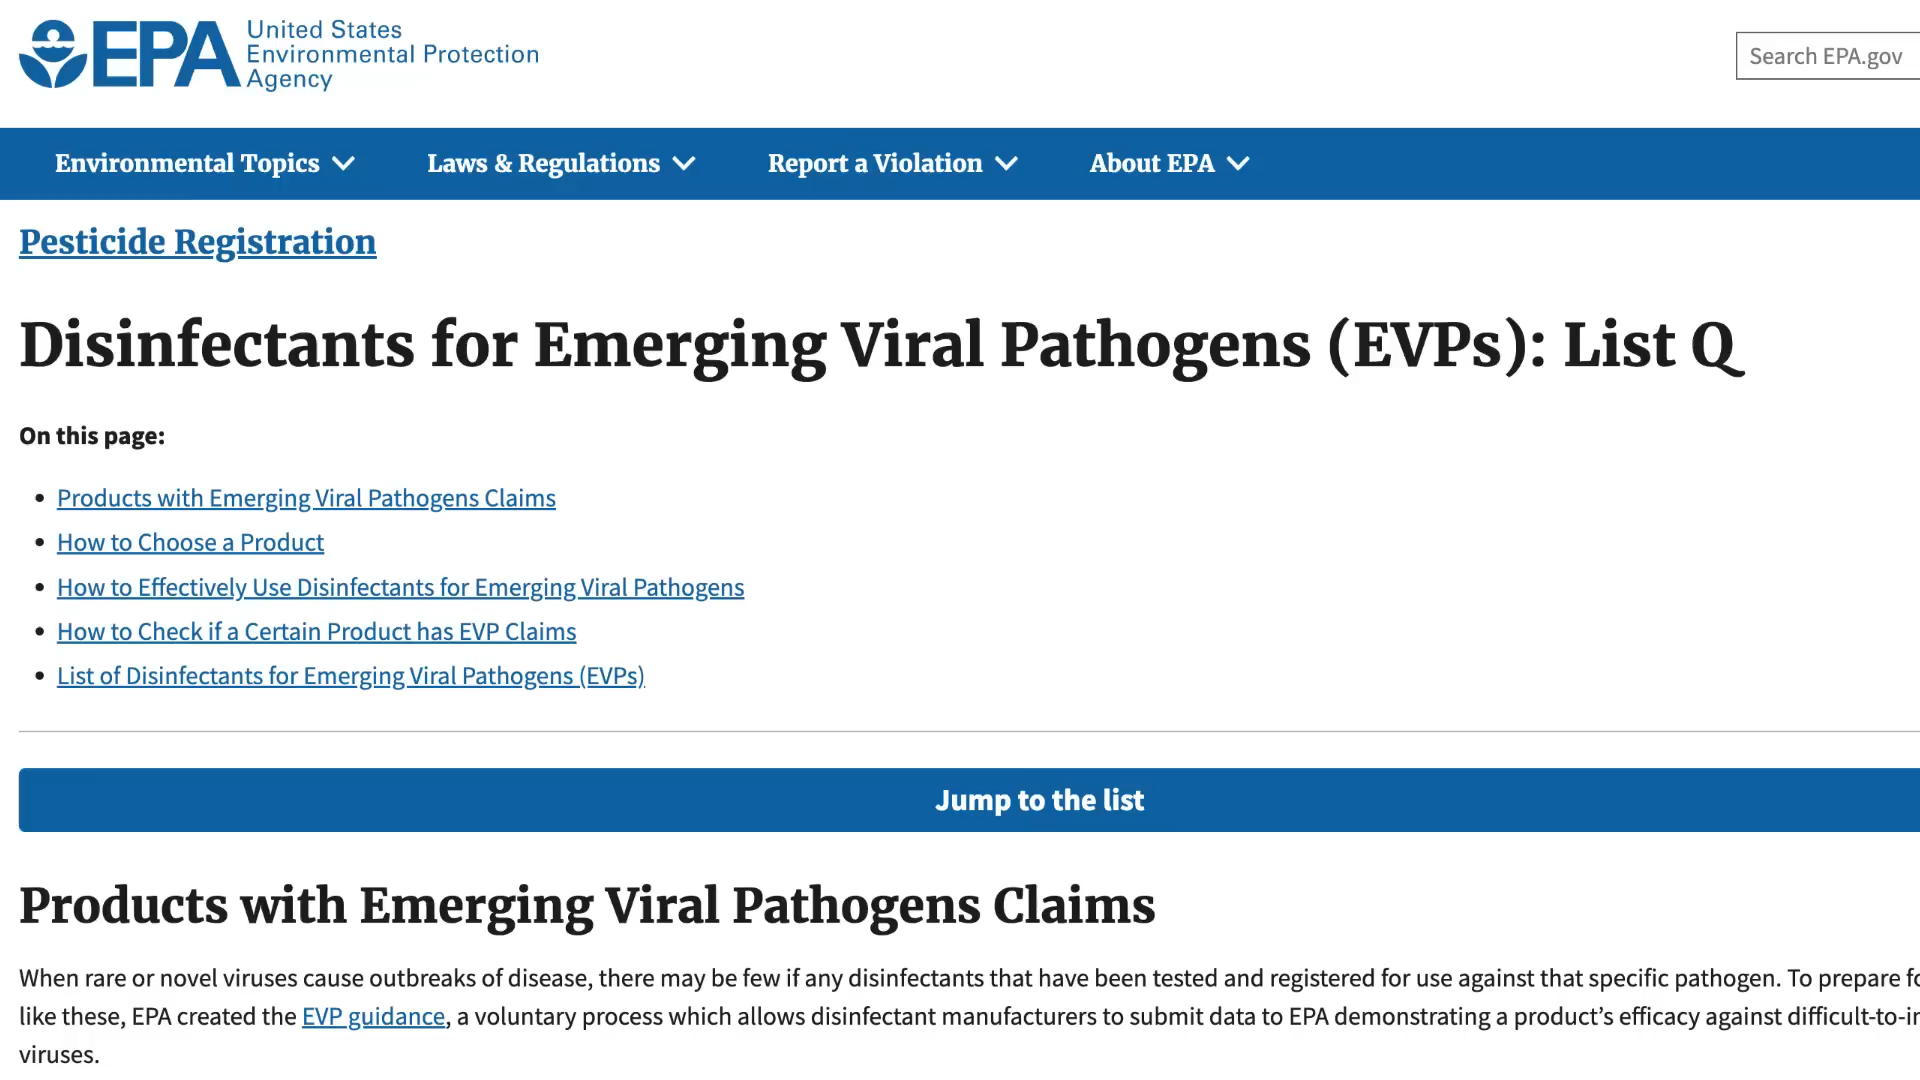 EPA United States
Environmental Protection
Agency
Search EPA.gov
Environmental Topics Laws & Regulations Report a Violation About EPA
Pesticide Registration
Disinfectants for Emerging Viral Pathogens (EVPs): List Q
On this page:
• Products with Emerging Viral Pathogens Claims
• How to Choose a Product
• How to Effectively Use Disinfectants for Emerging Viral Pathogens
• How to Check if a Certain Product has EVP Claims
• List of Disinfectants for Emerging Viral Pathogens (EVPs)
Jump to the list
Products with Emerging Viral Pathogens Claims
When rare or novel viruses cause outbreaks of disease, there may be few if any disinfectants that have been tested and registered for use against that specific pathogen. To prepare
like these, EPA created the EVP guidance, a voluntary process which allows disinfectant manufacturers to submit data to EPA demonstrating a product’s efficacy against difficult-to-
viruses.